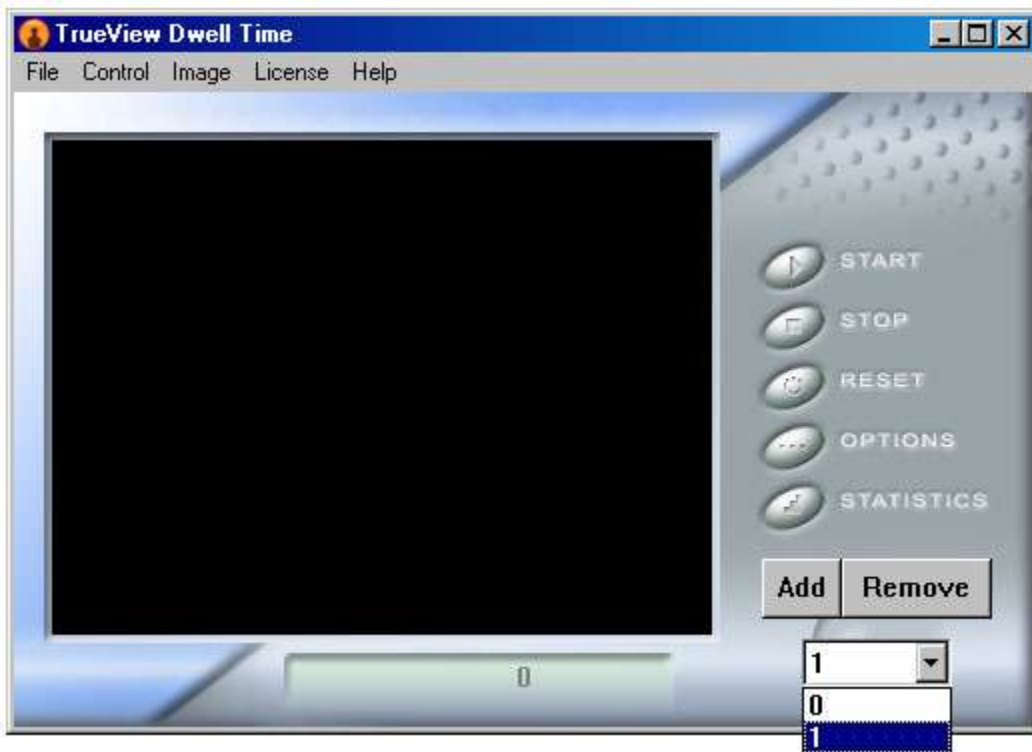 TrueView Dwell Time
File Control Image License Help
START
STOP
RESET
OPTIONS
STATISTICS
Add Remove
0
1
0
1